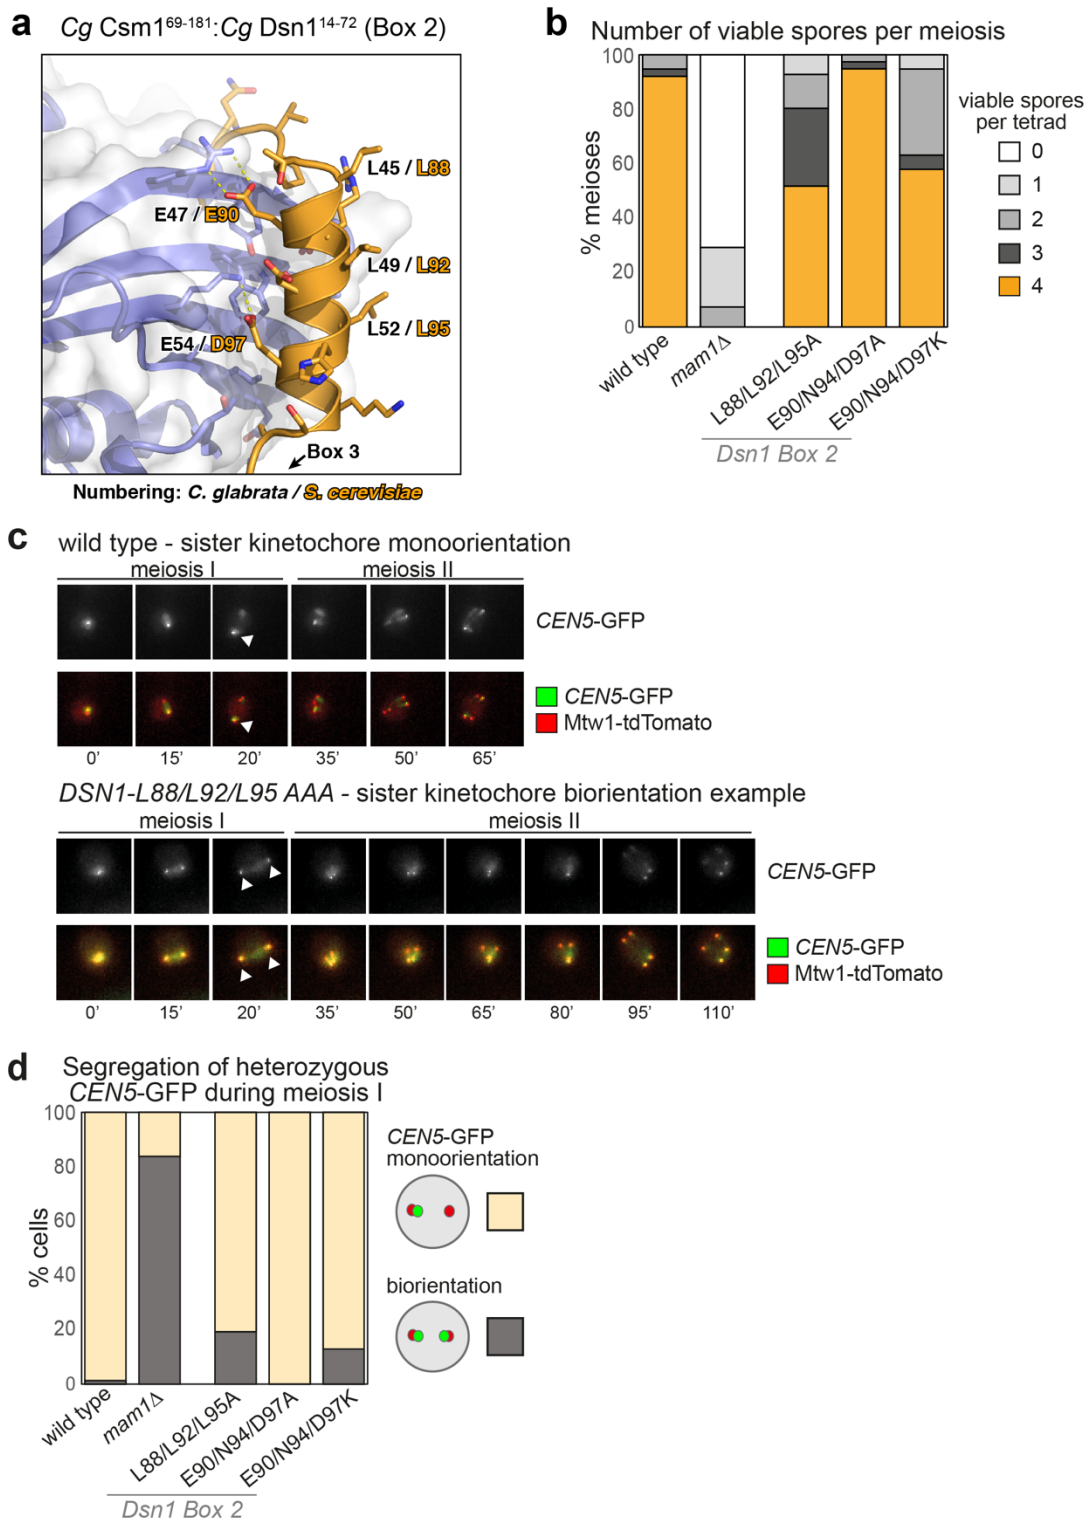 a
Cg Csm1⁶⁹⁻¹⁸¹:Cg Dsn1¹⁴⁻⁷² (Box 2)
L45 / L88
E47 / E90
L49 / L92
L52 / L95
E54 / D97
Box 3
Numbering: C. glabrata / S. cerevisiae
b
Number of viable spores per meiosis
% meioses
100
80
60
40
20
0
wild type
mam1Δ
L88/L92/L95A
E90/N94/D97A
E90/N94/D97K
Dsn1 Box 2
viable spores
per tetrad
0
1
2
3
4
c
wild type - sister kinetochore monoorientation
meiosis I
meiosis II
CEN5-GFP
CEN5-GFP
Mtw1-tdTomato
0’ 15’ 20’ 35’ 50’ 65’
DSN1-L88/L92/L95 AAA - sister kinetochore biorientation example
meiosis I
meiosis II
CEN5-GFP
CEN5-GFP
Mtw1-tdTomato
0’ 15’ 20’ 35’ 50’ 65’ 80’ 95’ 110’
d
Segregation of heterozygous
CEN5-GFP during meiosis I
% cells
100
80
60
40
20
0
wild type
mam1Δ
L88/L92/L95A
E90/N94/D97A
E90/N94/D97K
Dsn1 Box 2
CEN5-GFP
monoorientation
biorientation